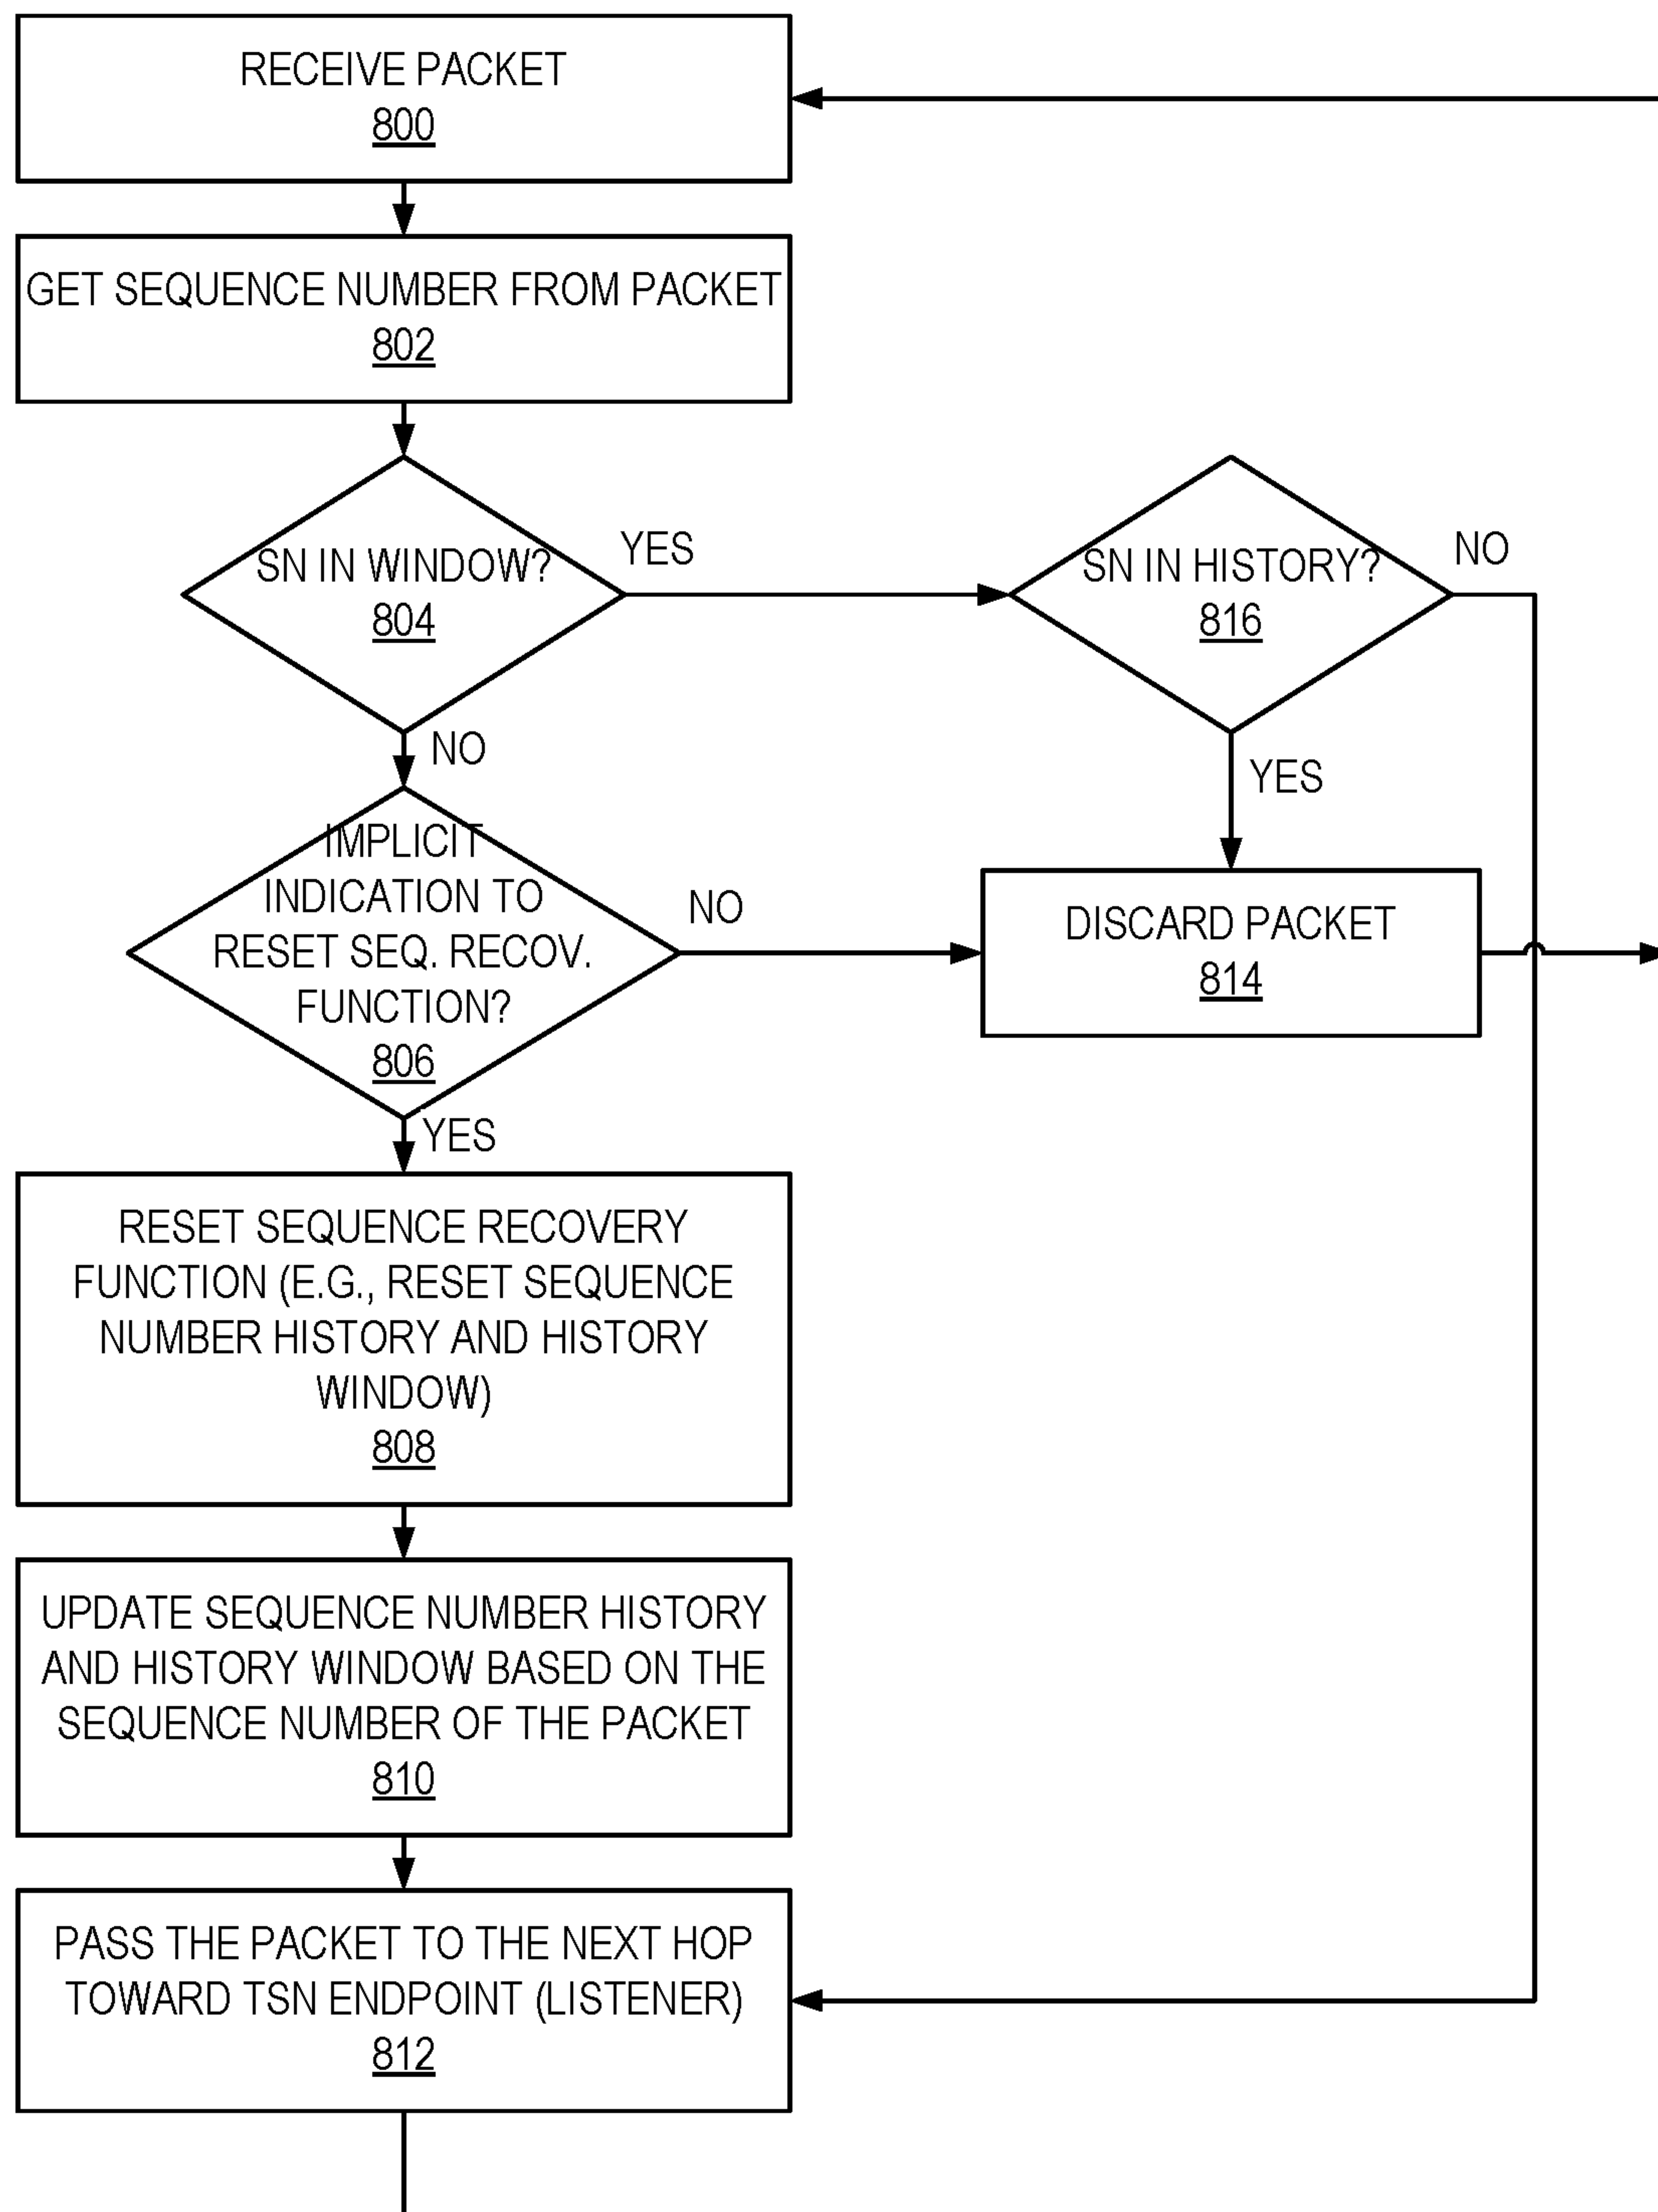 RECEIVE PACKET
800
GET SEQUENCE NUMBER FROM PACKET
802
SN IN WINDOW?
804
YES
SN IN HISTORY?
816
NO
NO
YES
IMPLICIT
INDICATION TO
RESET SEQ. RECOV.
FUNCTION?
806
NO
DISCARD PACKET
814
YES
RESET SEQUENCE RECOVERY
FUNCTION (E.G., RESET SEQUENCE
NUMBER HISTORY AND HISTORY
WINDOW)
808
UPDATE SEQUENCE NUMBER HISTORY
AND HISTORY WINDOW BASED ON THE
SEQUENCE NUMBER OF THE PACKET
810
PASS THE PACKET TO THE NEXT HOP
TOWARD TSN ENDPOINT (LISTENER)
812